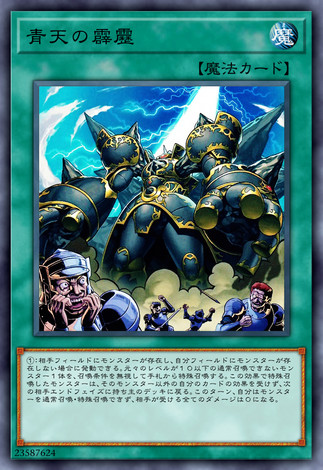 青天の霹靂
魔
【魔法カード】
①:相手フィールドにモンスターが存在し、自分フィールドにモンスターが存
在しない場合に発動できる。元々のレベルが10以下の通常召喚できないモン
スター1体を、召喚条件を無視して手札から特殊召喚する。この効果で特殊召
喚したモンスターは、そのモンスター以外の自分のカードの効果を受けず、次
の相手エンドフェイズに持ち主のデッキに戻る。このターン、自分はモンスタ
ーを通常召喚・特殊召喚できず、相手が受ける全てのダメージは0になる。
23587624